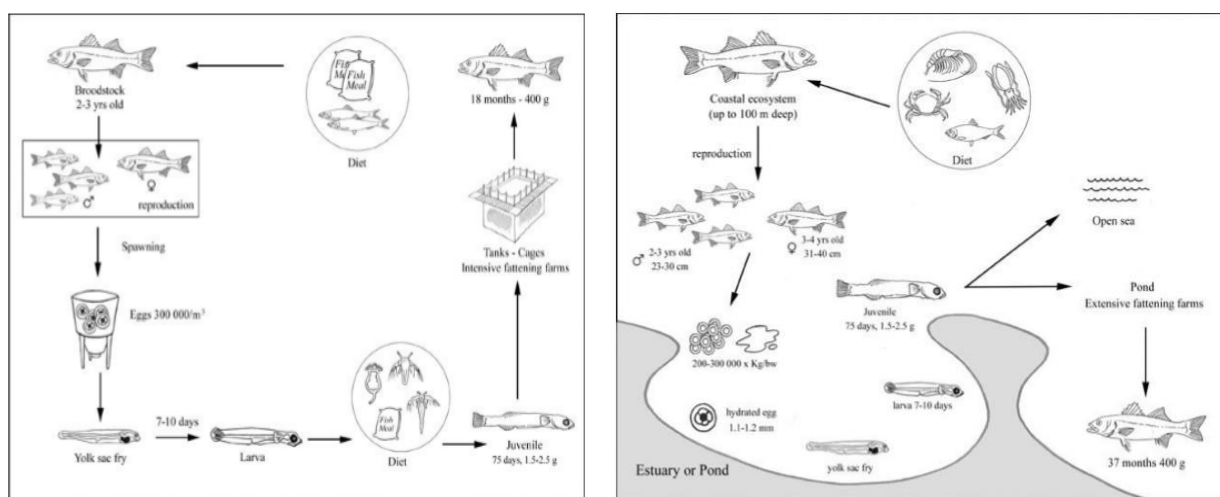 Broodstock
2-3 yrs old
Fish
Me
Fish
Meal
Diet
18 months - 400 g
♂
♀
reproduction
Spawning
Tanks - Cages
Intensive fattening farms
Eggs 300 000/m³
7-10 days
Yolk sac fry
Larva
Fish
Meal
Diet
Juvenile
75 days, 1.5-2.5 g
Coastal ecosystem
(up to 100 m deep)
Diet
reproduction
♂ 2-3 yrs old
23-30 cm
♀ 3-4 yrs old
31-40 cm
Open sea
Juvenile
75 days, 1.5-2.5 g
Pond
Extensive fattening farms
200-300 000 x Kg/bw
larva 7-10 days
hydrated egg
1.1-1.2 mm
yolk sac fry
Estuary or Pond
37 months 400 g